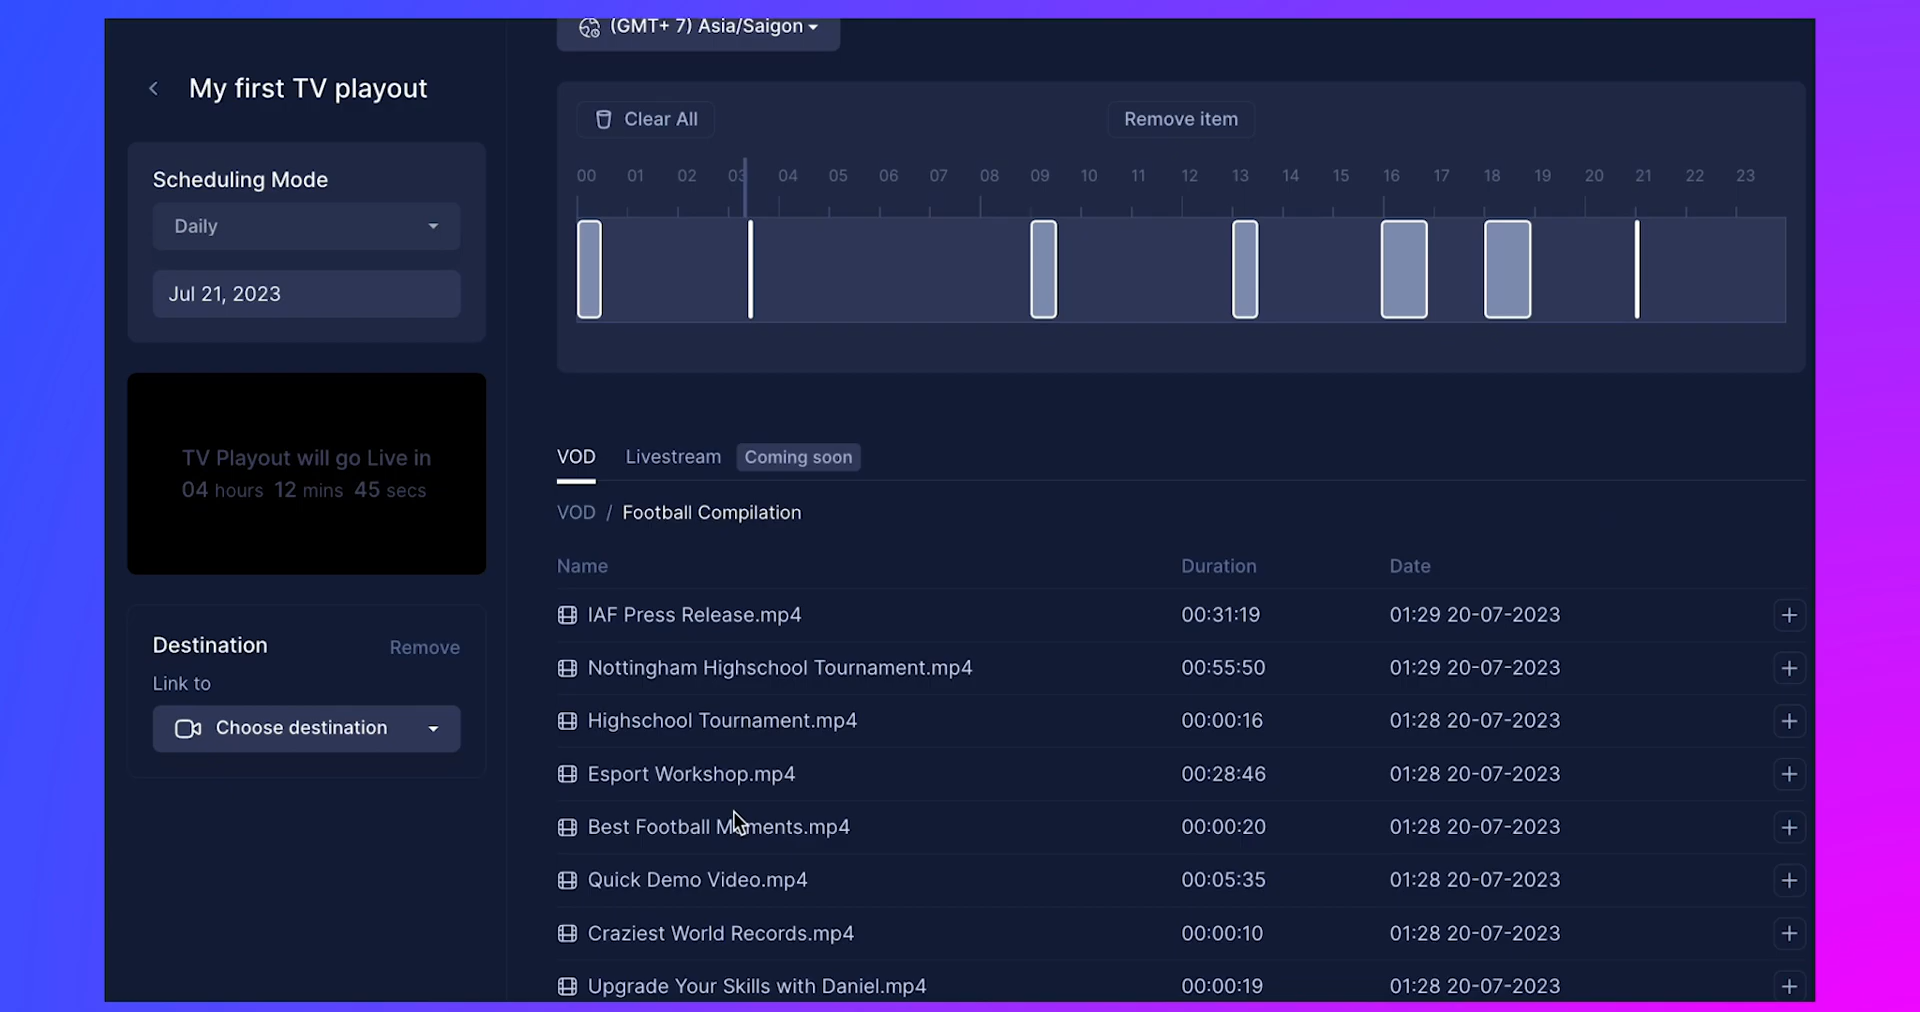 (GMT+ 7) Asia/Saigon
My first TV playout
Scheduling Mode
Daily
Jul 21, 2023
TV Playout will go Live in
04 hours 12 mins 45 secs
Destination
Remove
Link to
Choose destination
Clear All
Remove item
00 01 02 03 04 05 06 07 08 09 10 11 12 13 14 15 16 17 18 19 20 21 22 23
VOD Livestream Coming soon
VOD / Football Compilation
Name Duration Date
IAF Press Release.mp4 00:31:19 01:29 20-07-2023
Nottingham Highschool Tournament.mp4 00:55:50 01:29 20-07-2023
Highschool Tournament.mp4 00:00:16 01:28 20-07-2023
Esport Workshop.mp4 00:28:46 01:28 20-07-2023
Best Football Moments.mp4 00:00:20 01:28 20-07-2023
Quick Demo Video.mp4 00:05:35 01:28 20-07-2023
Craziest World Records.mp4 00:00:10 01:28 20-07-2023
Upgrade Your Skills with Daniel.mp4 00:00:19 01:28 20-07-2023